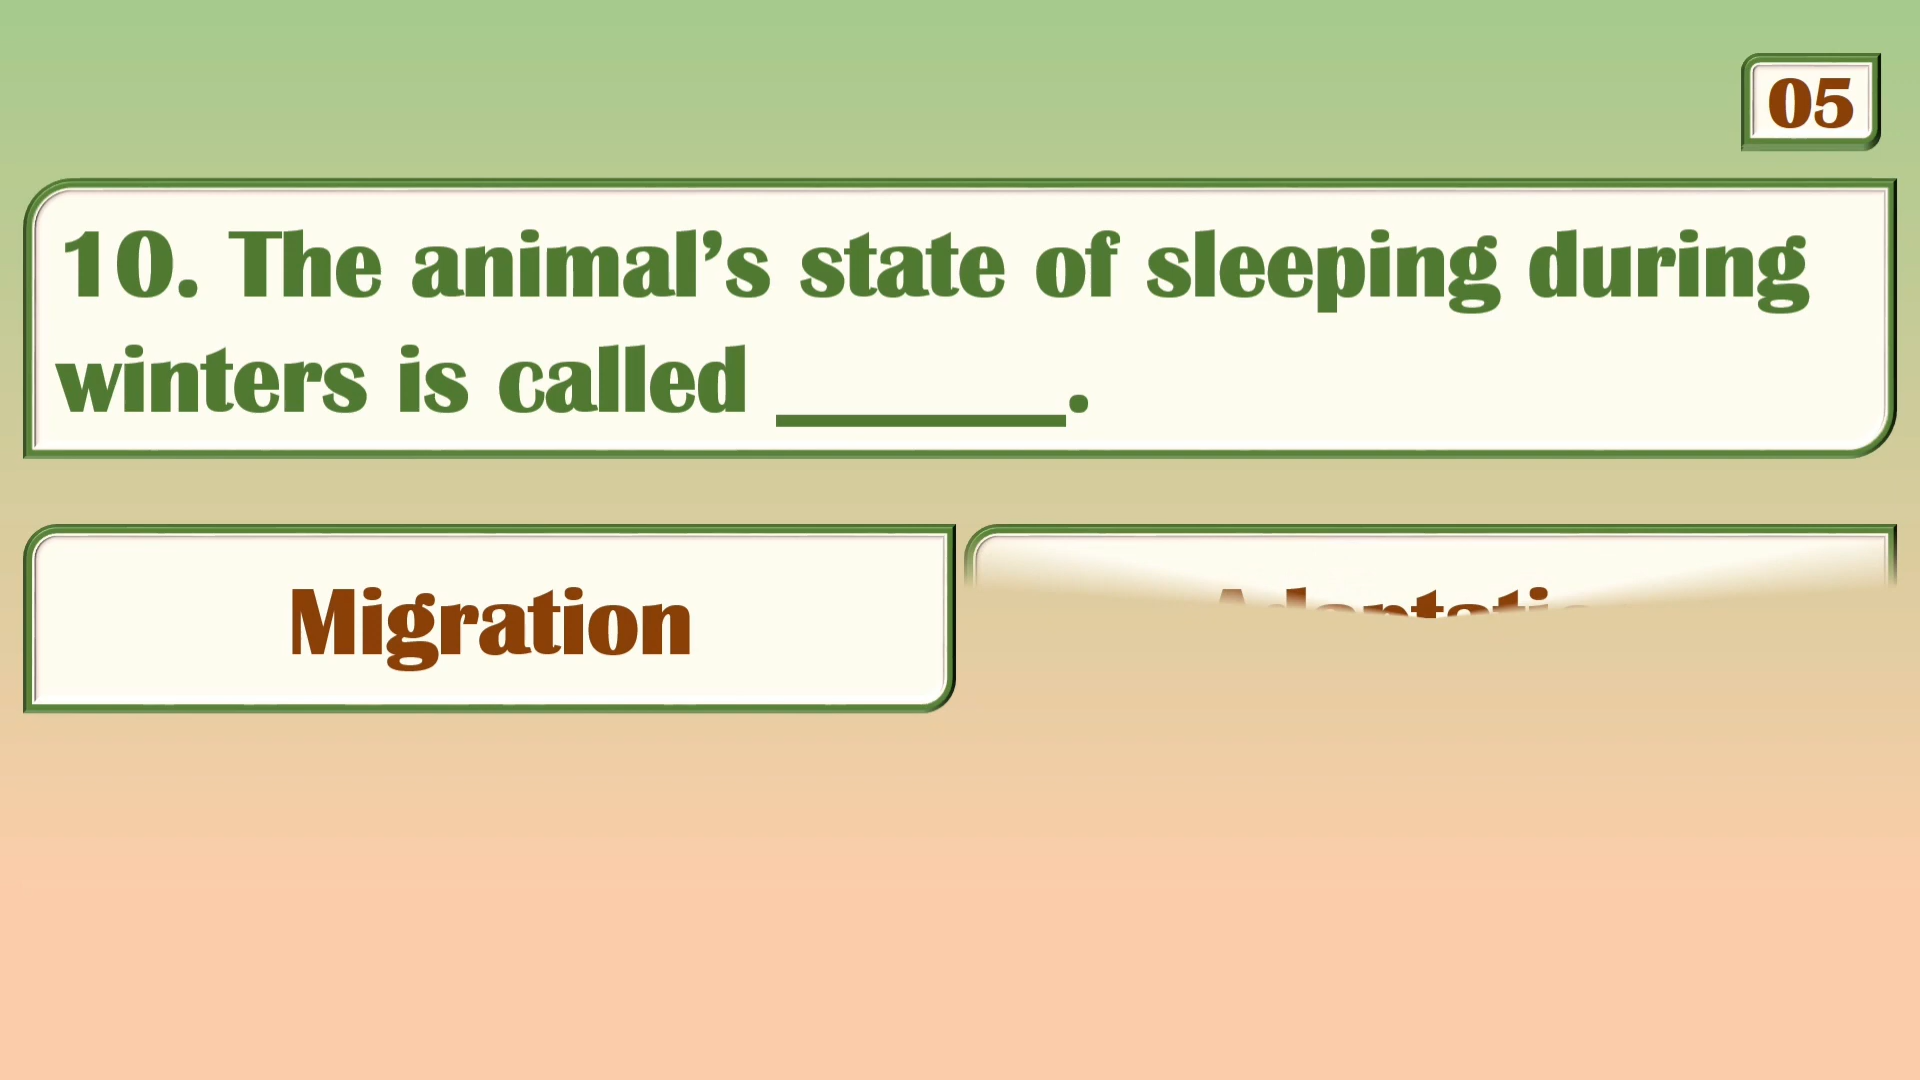 05
10. The animal’s state of sleeping during
winters is called ______.
Migration